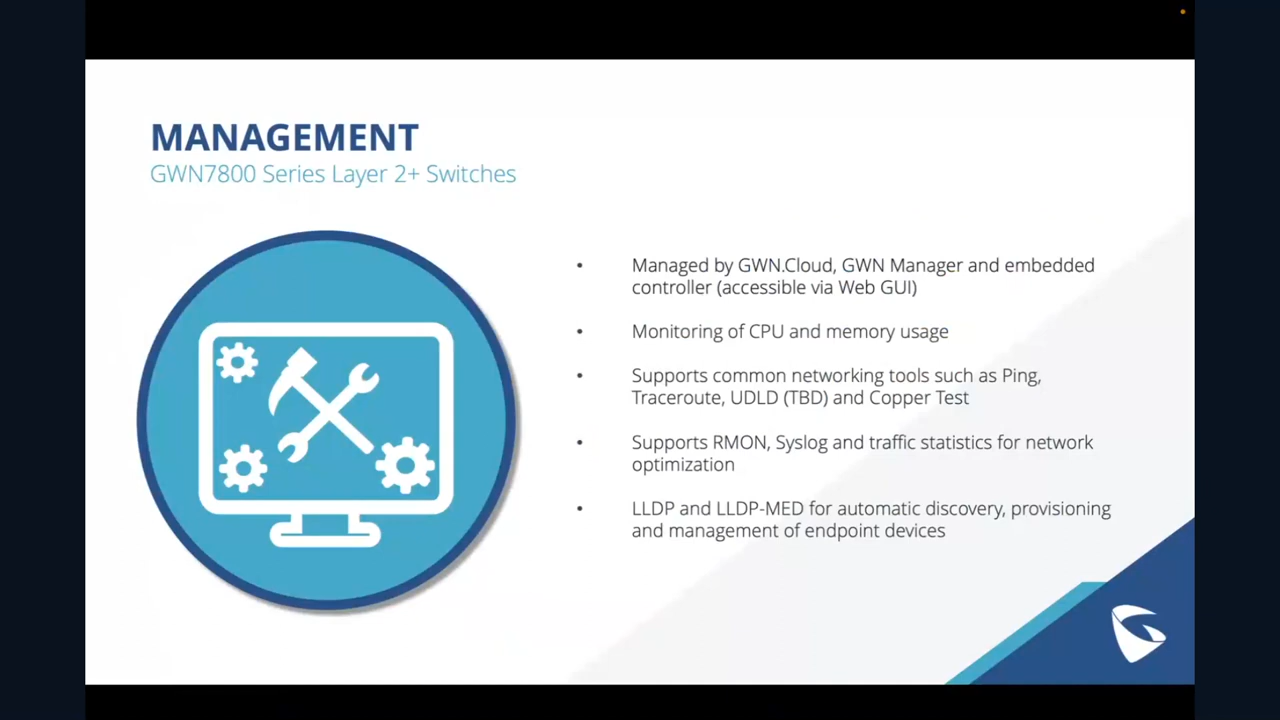 MANAGEMENT
GWN7800 Series Layer 2+ Switches
• Managed by GWN.Cloud, GWN Manager and embedded
controller (accessible via Web GUI)
• Monitoring of CPU and memory usage
• Supports common networking tools such as Ping,
Traceroute, UDLD (TBD) and Copper Test
• Supports RMON, Syslog and traffic statistics for network
optimization
• LLDP and LLDP-MED for automatic discovery, provisioning
and management of endpoint devices